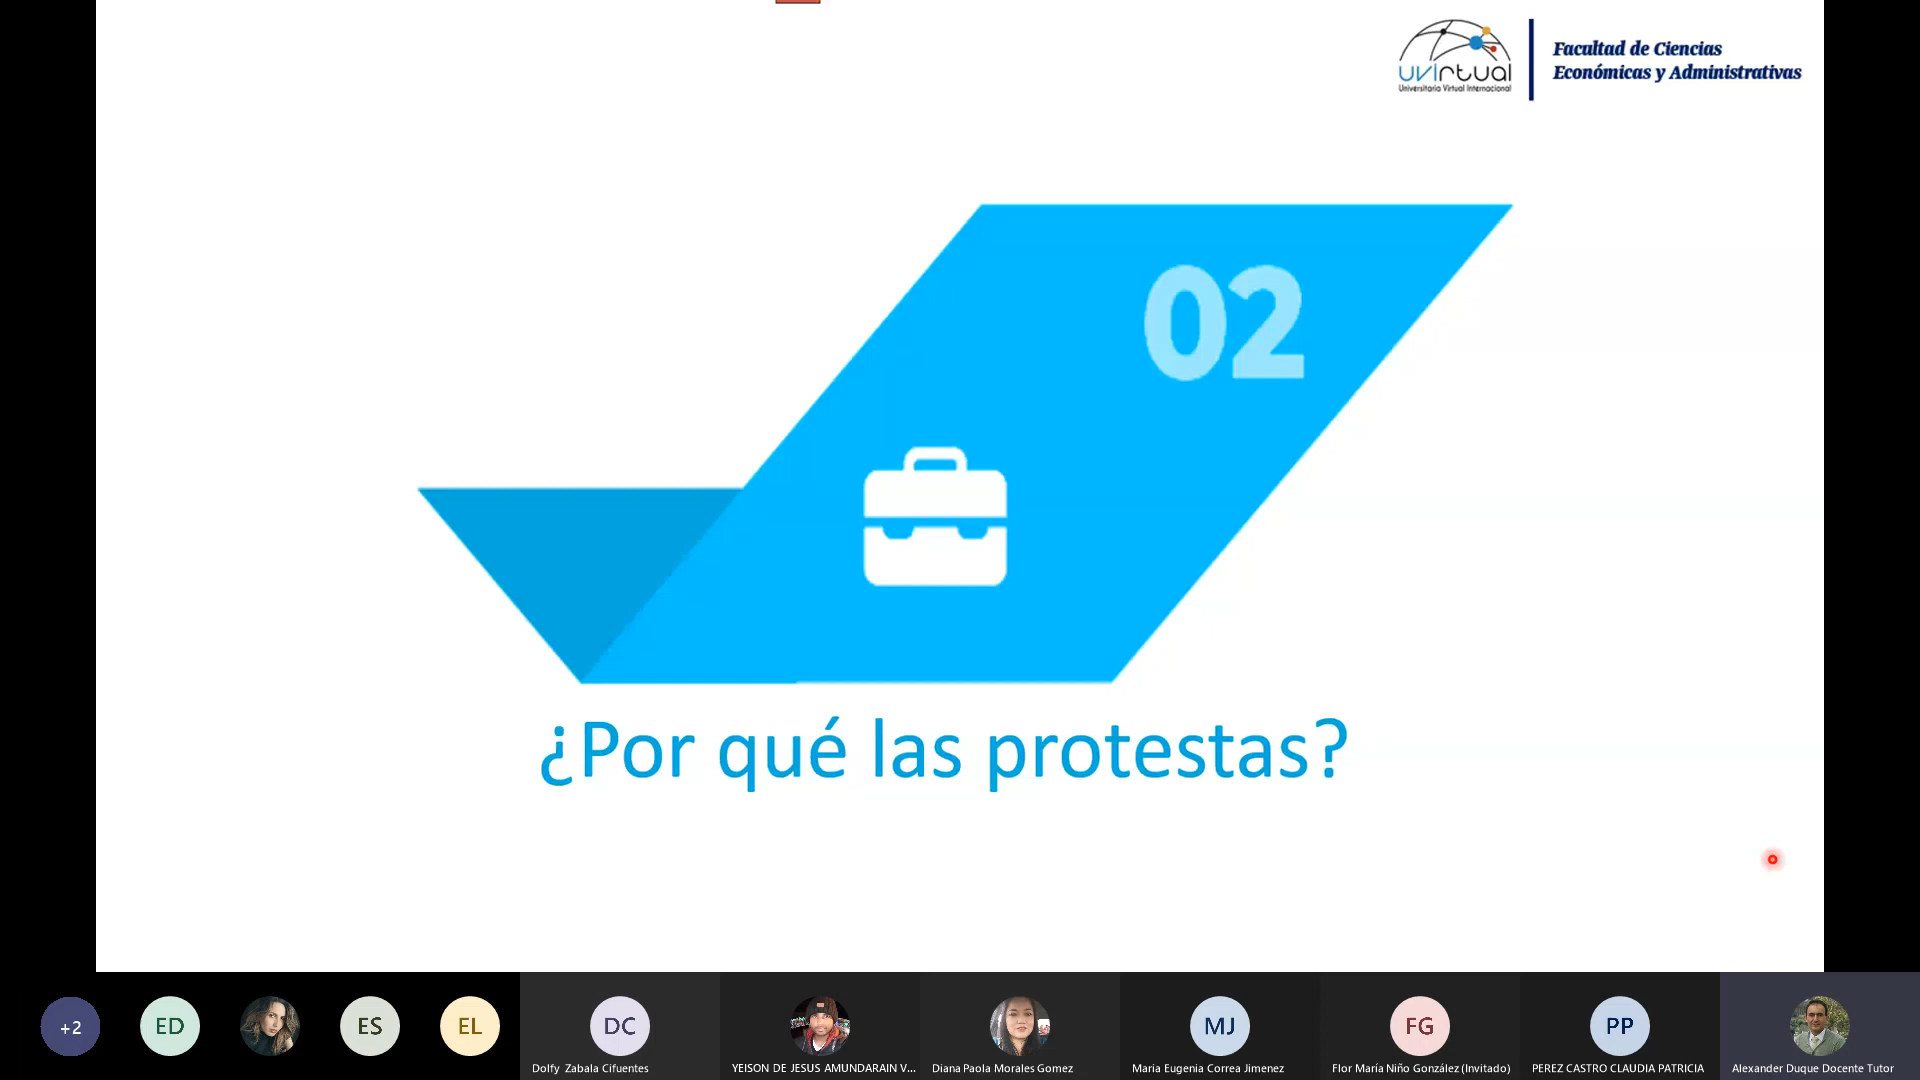 uvirtual
Universitaria Virtual Internacional
Facultad de Ciencias
Económicas y Administrativas
02
¿Por qué las protestas?
+2
ED
ES
EL
DC
MJ
FG
PP
Dolfy Zabala Cifuentes
YEISON DE JESUS AMUNDARAIN V...
Diana Paola Morales Gomez
Maria Eugenia Correa Jimenez
Flor María Niño González (Invitado)
PEREZ CASTRO CLAUDIA PATRICIA
Alexander Duque Docente Tutor